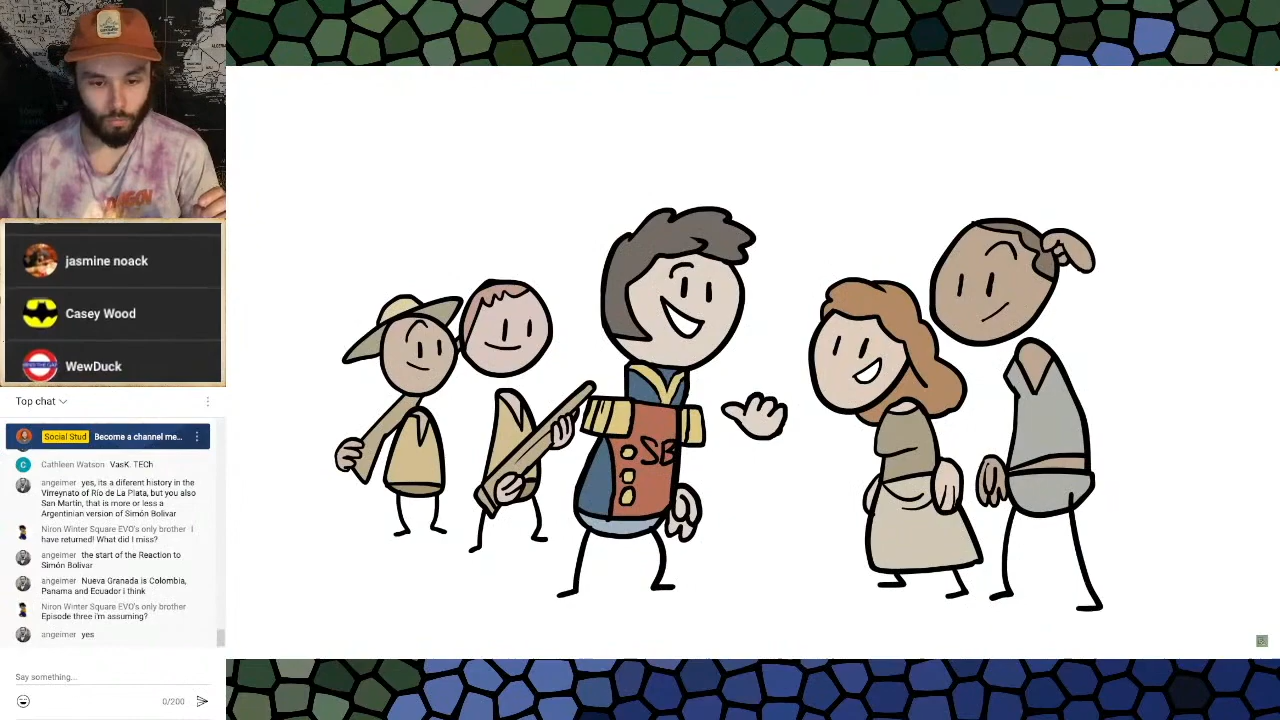 U.S.A
jasmine noack
Casey Wood
WewDuck
Top chat
Social Stud Become a channel me...
C Cathleen Watson VasK. TECh
angeimer yes, its a diferent history in the
Virreynato of Río de La Plata, but you also
San Martín, that is more or less a
Argentinian version of Simón Bolivar
Niron Winter Square EVO's only brother I
have returned! What did I miss?
angeimer the start of the Reaction to
Simón Bolivar
angeimer Nueva Granada is Colombia,
Panama and Ecuador i think
Niron Winter Square EVO's only brother
Episode three i'm assuming?
angeimer yes
Say something...
0/200
SB